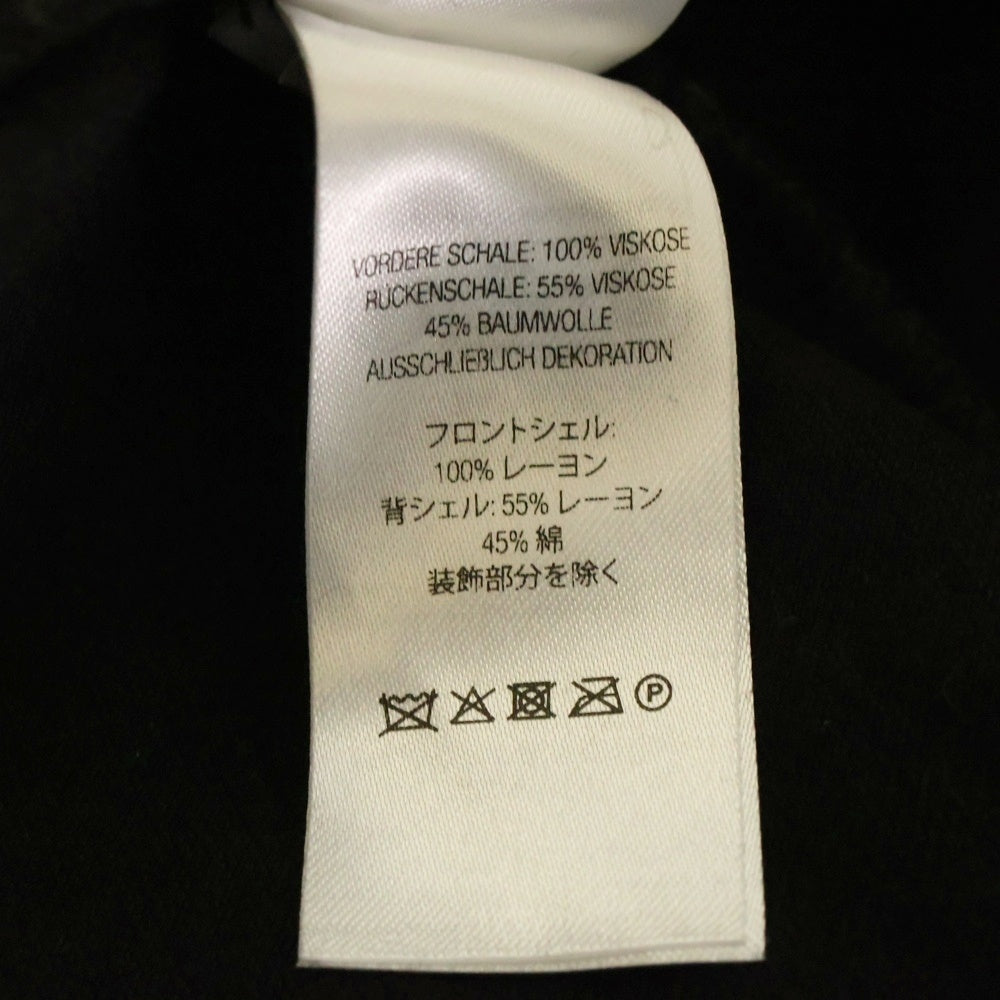 VORDERE SCHALE: 100% VISKOSE
RÜCKENSCHALE: 55% VISKOSE
45% BAUMWOLLE
AUSSCHLIEßLICH DEKORATION
フロントシェル:
100% レーヨン
背シェル: 55% レーヨン
45% 綿
装飾部分を除く
P